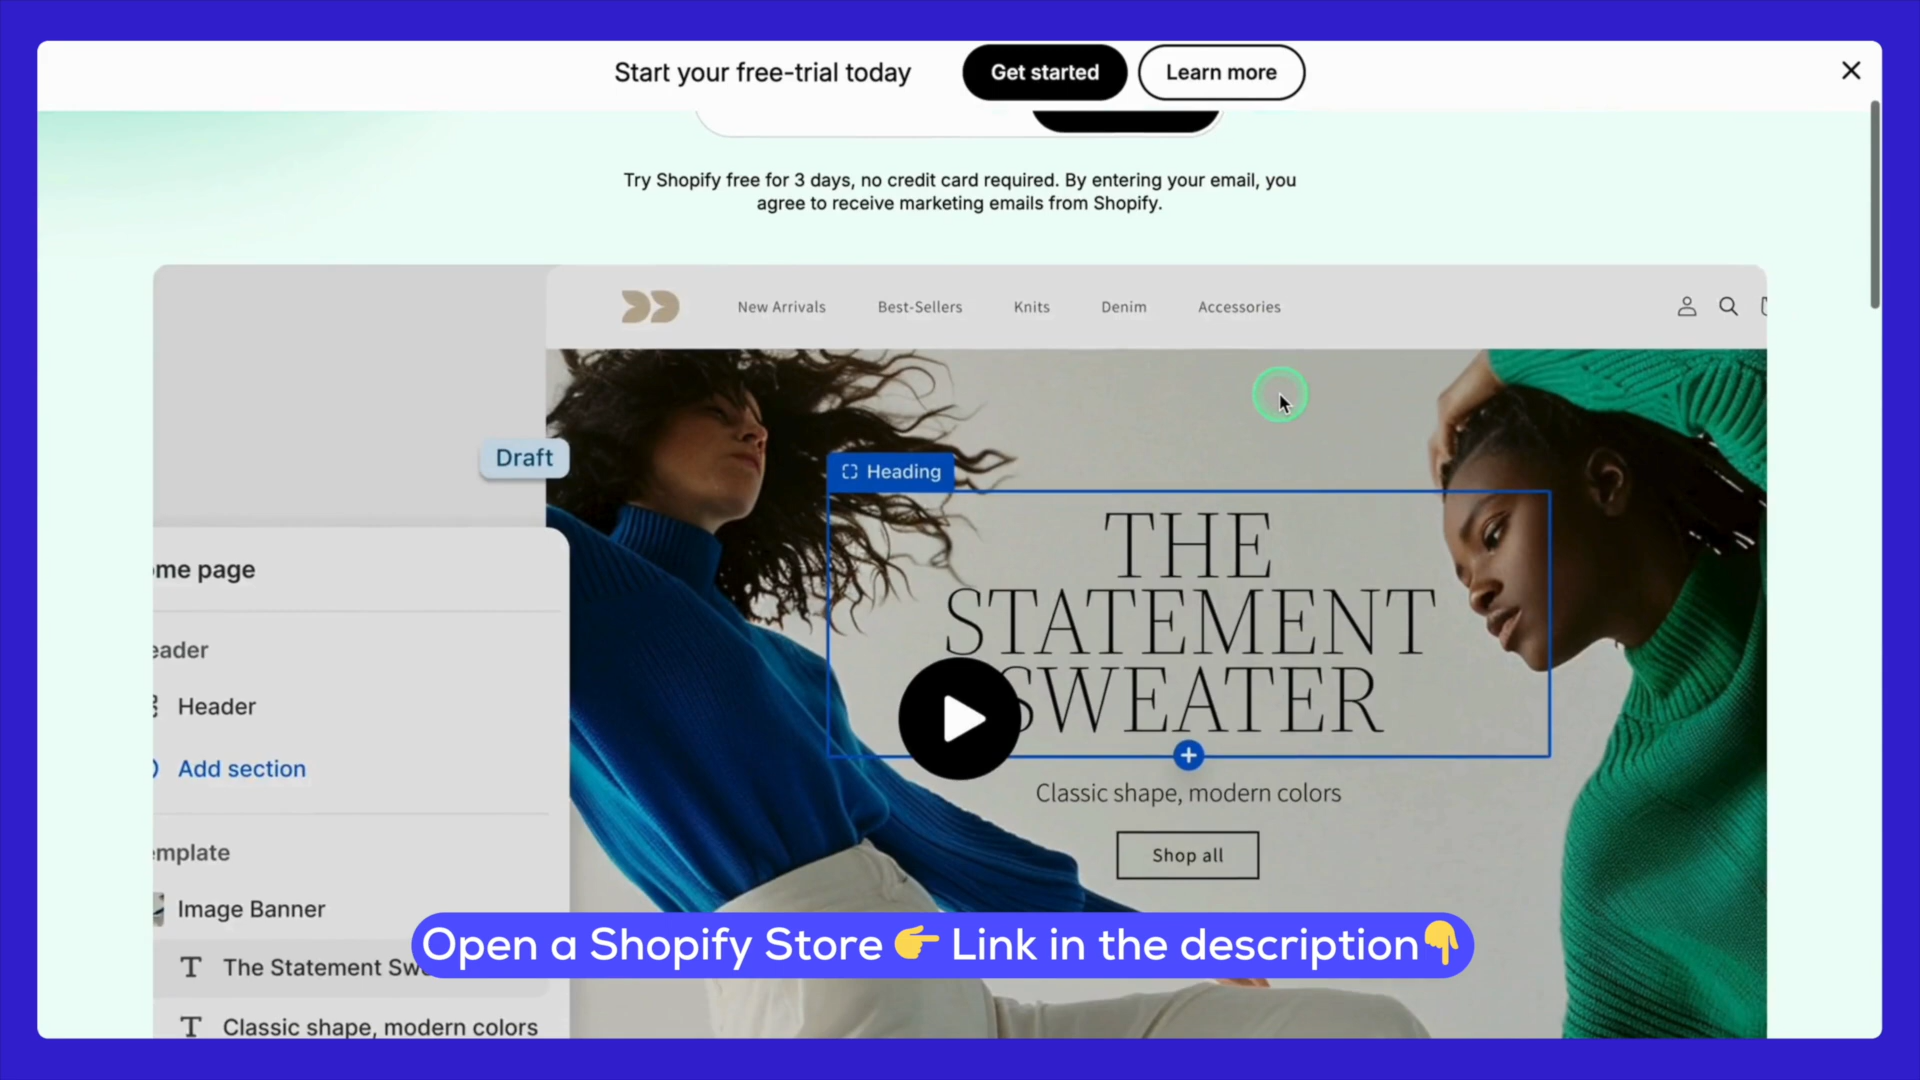 Start your free-trial today
Get started
Learn more
Try Shopify free for 3 days, no credit card required. By entering your email, you
agree to receive marketing emails from Shopify.
New Arrivals
Best-Sellers
Knits
Denim
Accessories
Draft
Heading
THE
STATEMENT
SWEATER
Classic shape, modern colors
Shop all
me page
eader
Header
Add section
mplate
Image Banner
The Statement Sw
Classic shape, modern colors
Open a Shopify Store 👉 Link in the description👇